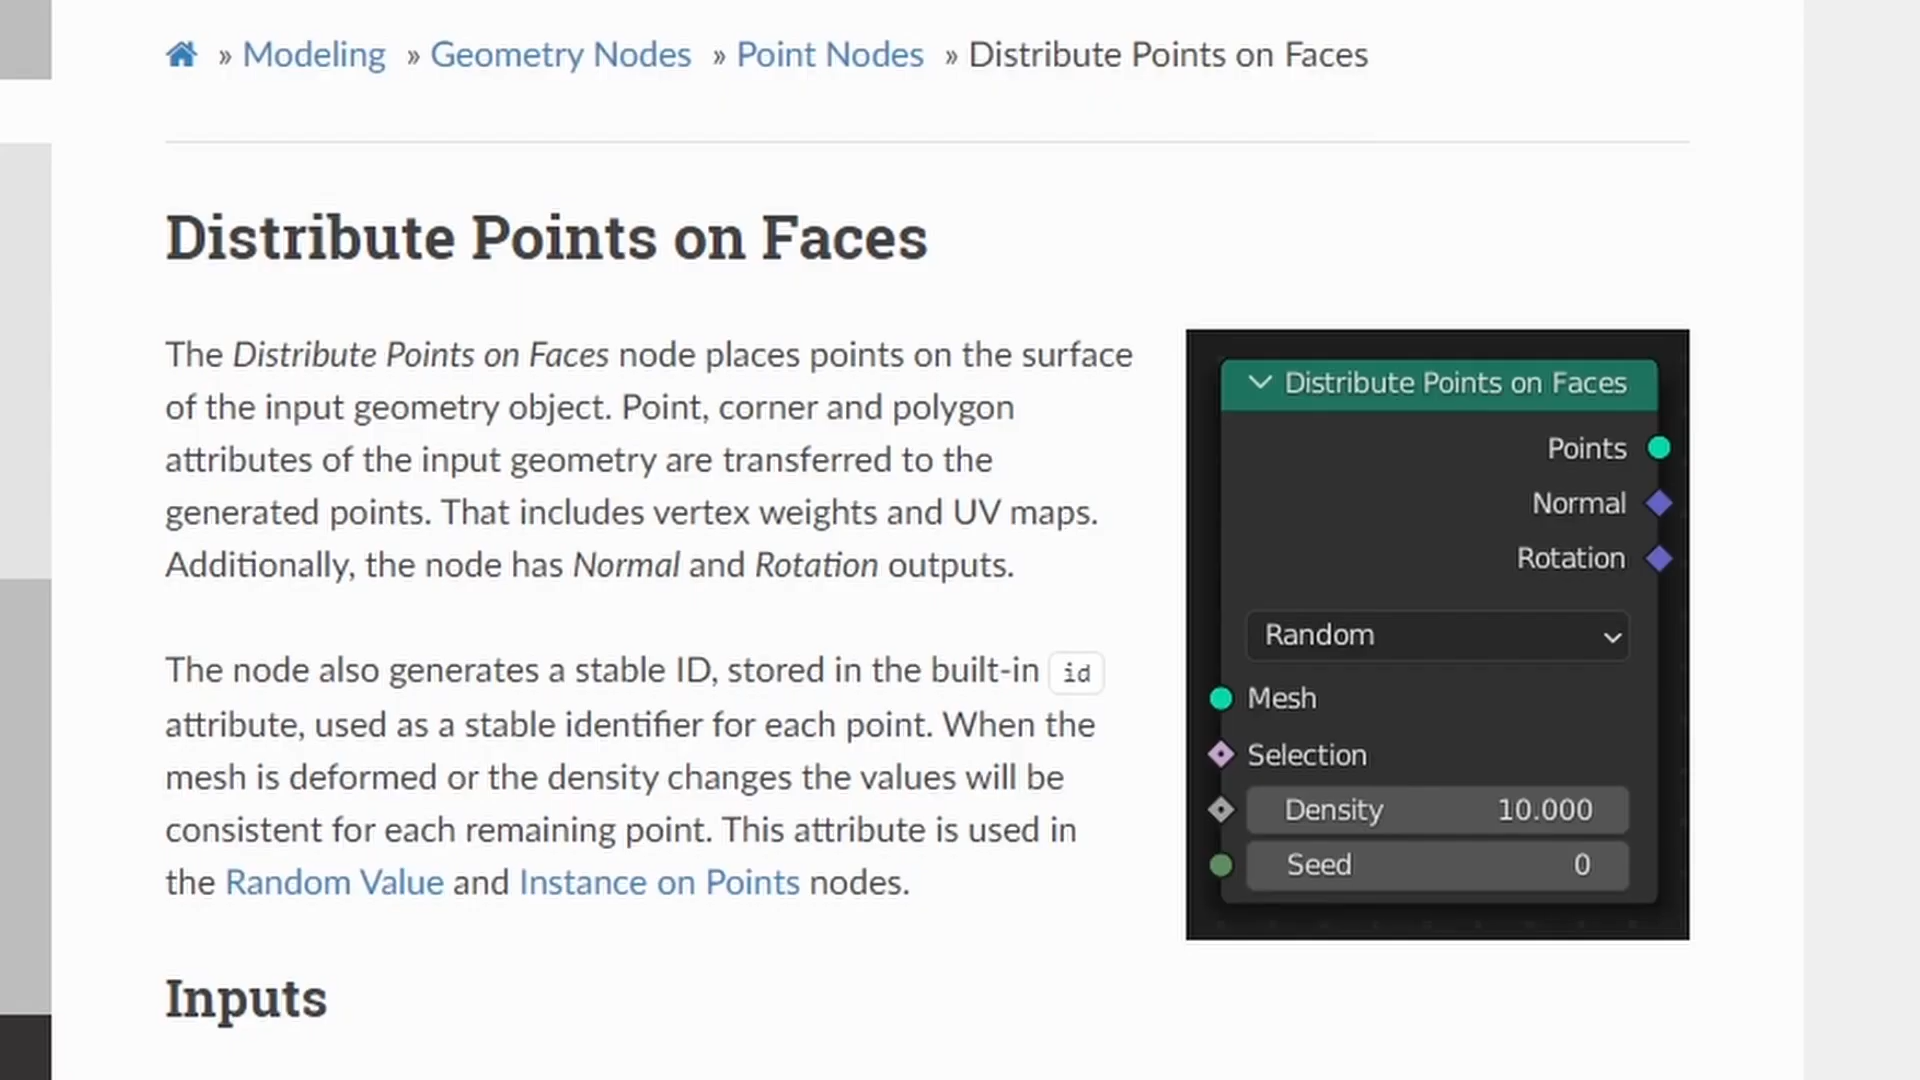 » Modeling » Geometry Nodes » Point Nodes » Distribute Points on Faces
Distribute Points on Faces
The Distribute Points on Faces node places points on the surface
of the input geometry object. Point, corner and polygon
attributes of the input geometry are transferred to the
generated points. That includes vertex weights and UV maps.
Additionally, the node has Normal and Rotation outputs.
The node also generates a stable ID, stored in the built-in id
attribute, used as a stable identifier for each point. When the
mesh is deformed or the density changes the values will be
consistent for each remaining point. This attribute is used in
the Random Value and Instance on Points nodes.
Distribute Points on Faces
Points
Normal
Rotation
Random
Mesh
Selection
Density 10.000
Seed 0
Inputs